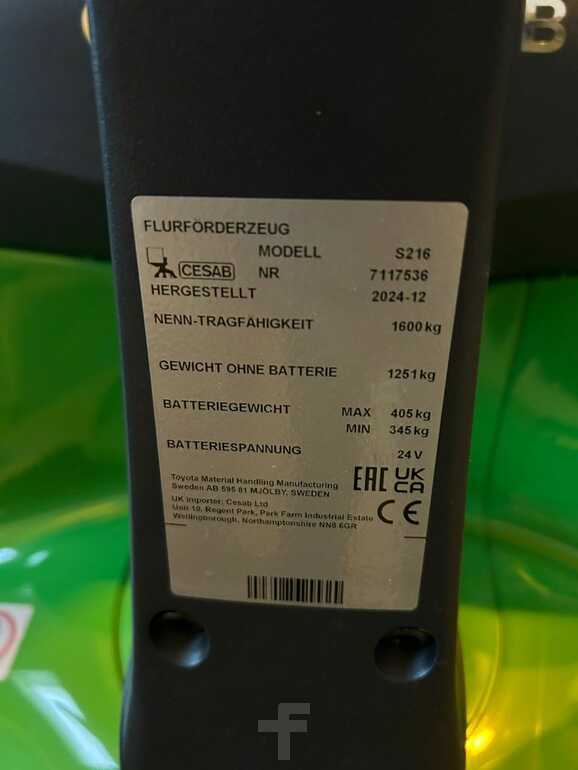 B
FLURFÖRDERZEUG
MODELL S216
CESAB NR 7117536
HERGESTELLT 2024-12
NENN-TRAGFÄHIGKEIT 1600 kg
GEWICHT OHNE BATTERIE 1251 kg
BATTERIEGEWICHT MAX 405 kg
MIN 345 kg
BATTERIESPANNUNG 24 V
Toyota Material Handling Manufacturing
Sweden AB 595 81 MJÖLBY, SWEDEN
EAC UK CA
UK importer: Cesab Ltd
Unit 10, Regent Park, Park Farm Industrial Estate
Wellingborough, Northamptonshire NN8 6GR
CE